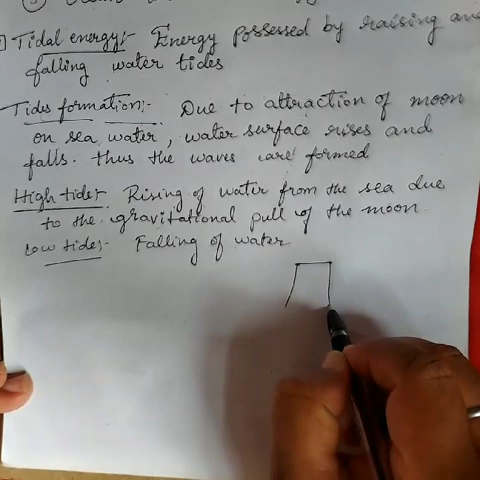 Tidal energy:- Energy possessed by raising and
falling water tides
Tides formation:- Due to attraction of moon
on sea water, water surface rises and
falls. thus the waves are formed
High tide:- Rising of water from the sea due
to the gravitational pull of the moon.
Low tide:- Falling of water